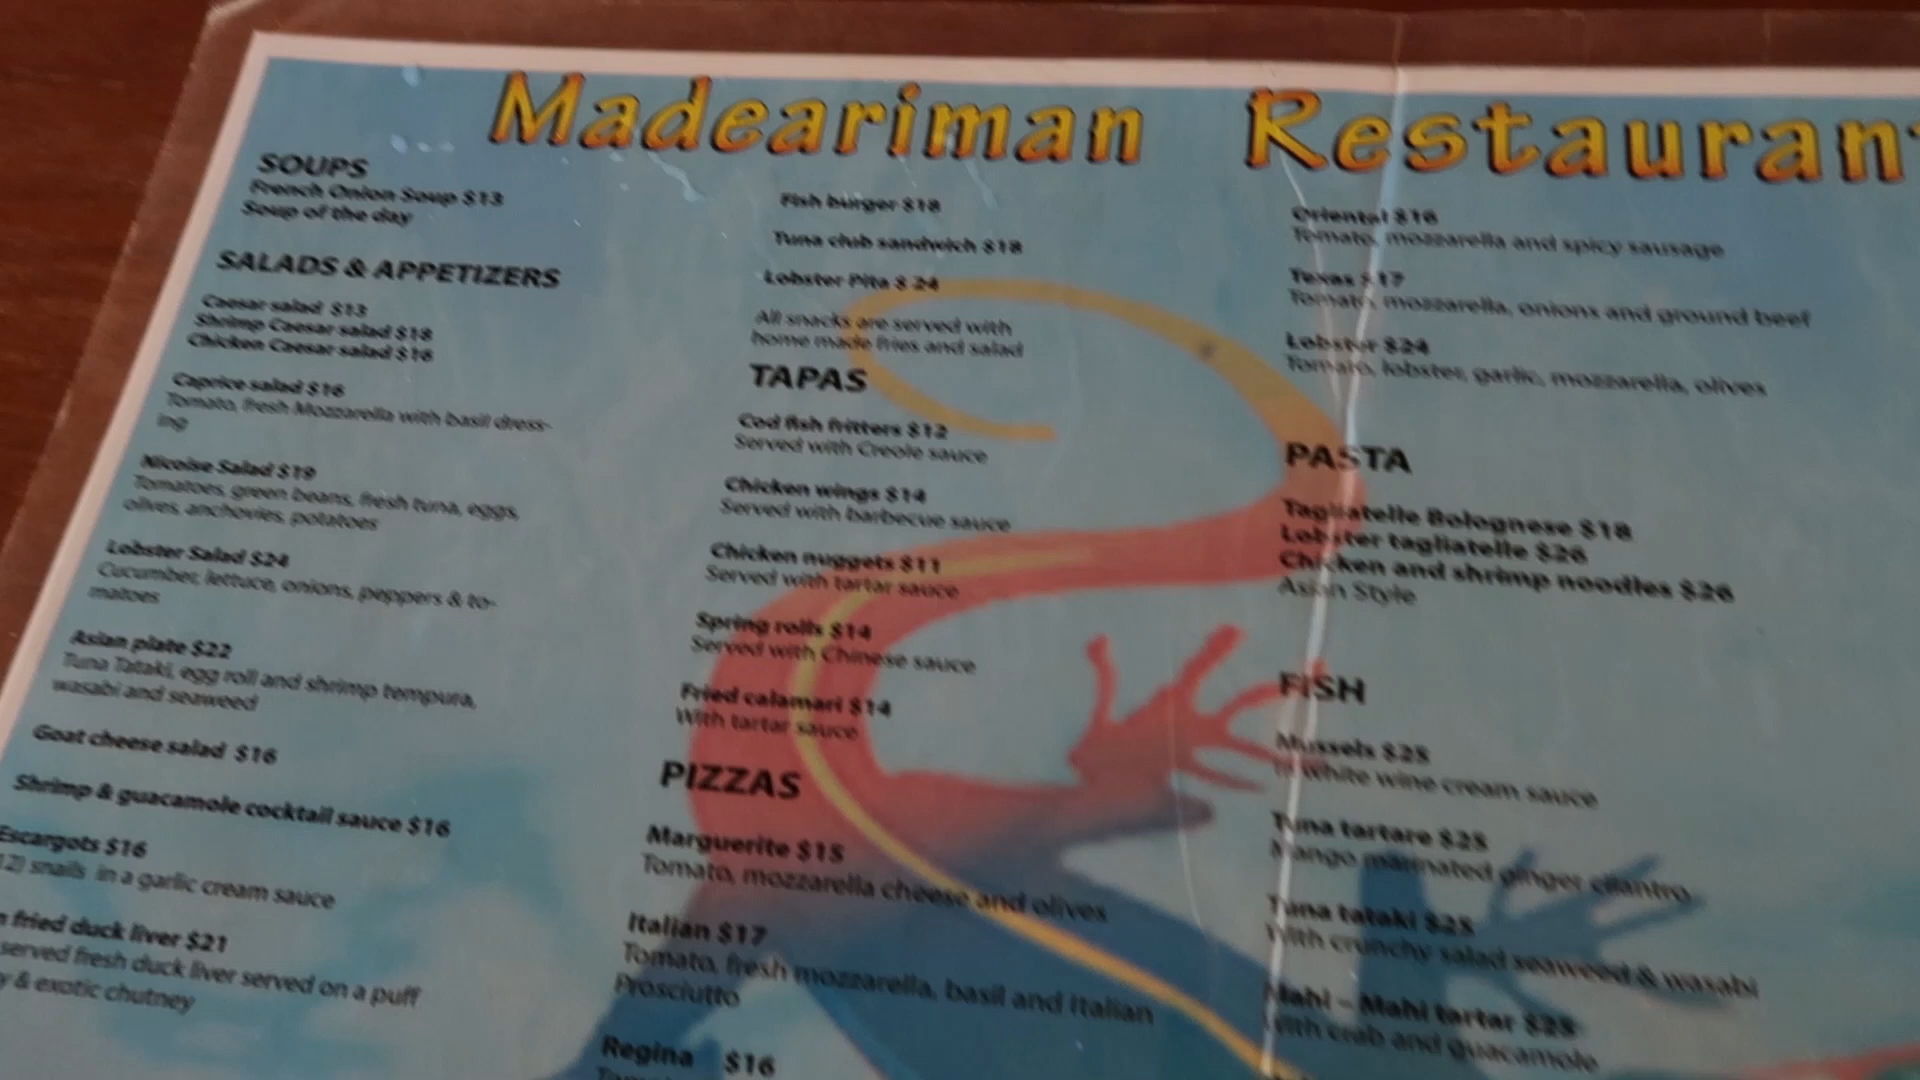 Madeariman Restaurant
SOUPS
French Onion Soup $13
Soup of the day
SALADS & APPETIZERS
Caesar salad $13
Shrimp Caesar salad $18
Chicken Caesar salad $16
Caprice salad $16
Tomato, fresh Mozzarella with basil dress-
ing
Nicoise Salad $19
Tomatoes, green beans, fresh tuna, eggs,
olives, anchovies, potatoes
Lobster Salad $24
Cucumber, lettuce, onions, peppers & to-
matoes
Asian plate $22
Tuna Tataki, egg roll and shrimp tempura,
wasabi and seaweed
Goat cheese salad $16
Shrimp & guacamole cocktail sauce $16
Escargots $16
12) snails in a garlic cream sauce
fried duck liver $21
served fresh duck liver served on a puff
y & exotic chutney
Fish burger $18
Tuna club sandwich $18
Lobster Pita $ 24
All snacks are served with
home made fries and salad
TAPAS
Cod fish fritters $12
Served with Creole sauce
Chicken wings $14
Served with barbecue sauce
Chicken nuggets $11
Served with tartar sauce
Spring rolls $14
Served with Chinese sauce
Fried calamari $14
With tartar sauce
PIZZAS
Marguerite $15
Tomato, mozzarella cheese and olives
Italian $17
Tomato, fresh mozzarella, basil and Italian
Prosciutto
Regina $16
Oriental $16
Tomato, mozzarella and spicy sausage
Texas $17
Tomato, mozzarella, onions and ground beef
Lobster $24
Tomato, lobster, garlic, mozzarella, olives
PASTA
Tagliatelle Bolognese $18
Lobster tagliatelle $26
Chicken and shrimp noodles $26
Asian Style
FISH
Mussels $25
In white wine cream sauce
Tuna tartare $25
Mango marinated ginger cilantro
Tuna tataki $25
With crunchy salad seaweed & wasabi
Mahi – Mahi tartar $25
With crab and guacamole